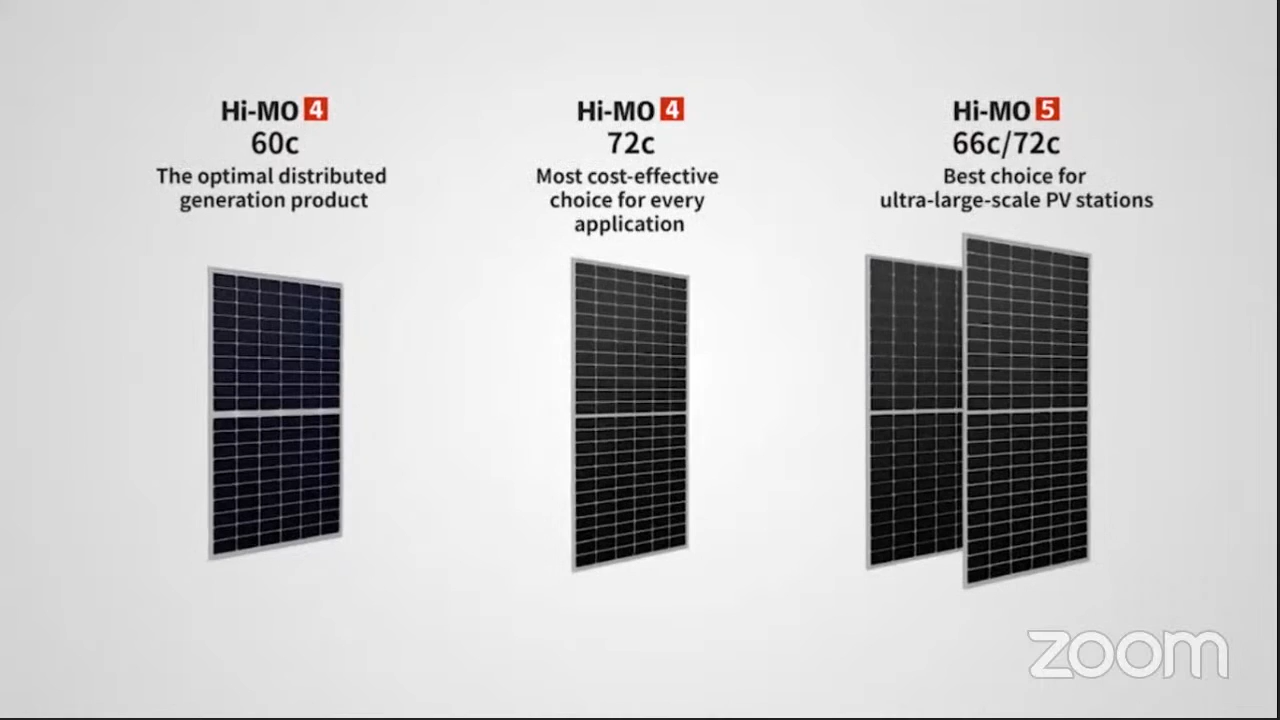 Hi-MO 4
60c
The optimal distributed
generation product
Hi-MO 4
72c
Most cost-effective
choice for every
application
Hi-MO 5
66c/72c
Best choice for
ultra-large-scale PV stations
zoom